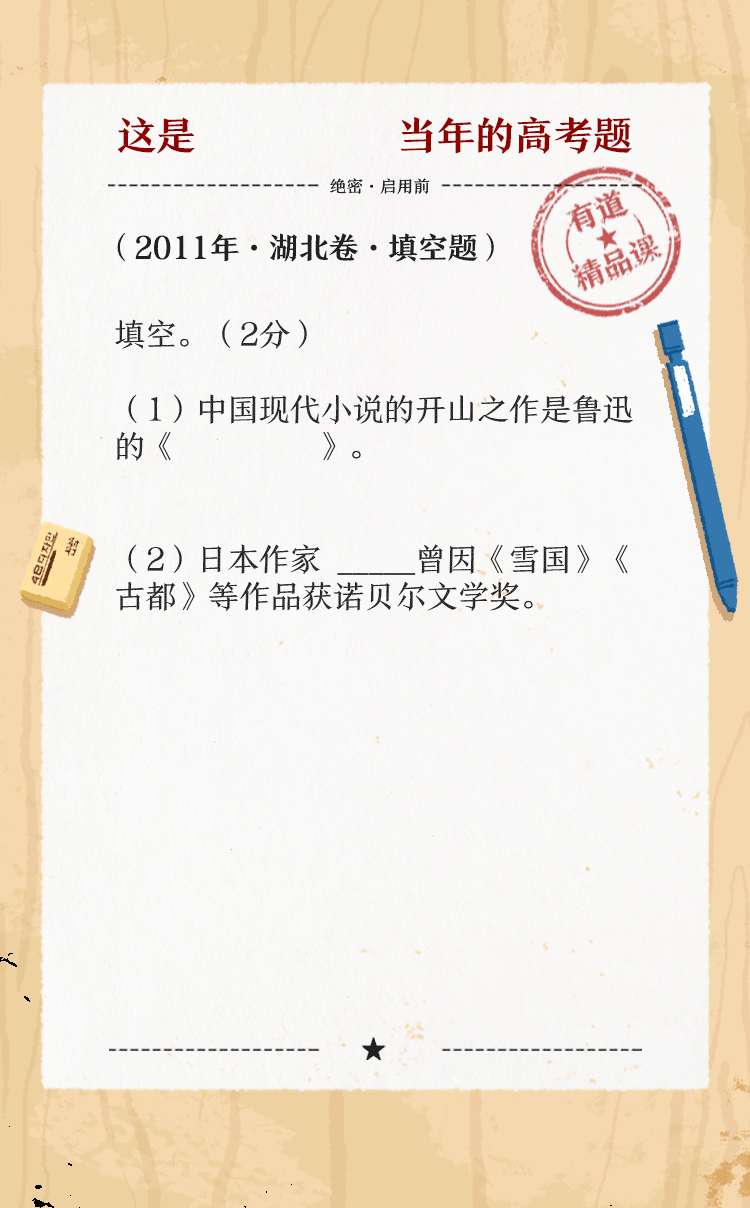 这是 当年的高考题
绝密·启用前
有道
精品课
（2011年·湖北卷·填空题）
填空。（2分）
（1）中国现代小说的开山之作是鲁迅
的《 》。
（2）日本作家 _____曾因《雪国》《
古都》等作品获诺贝尔文学奖。